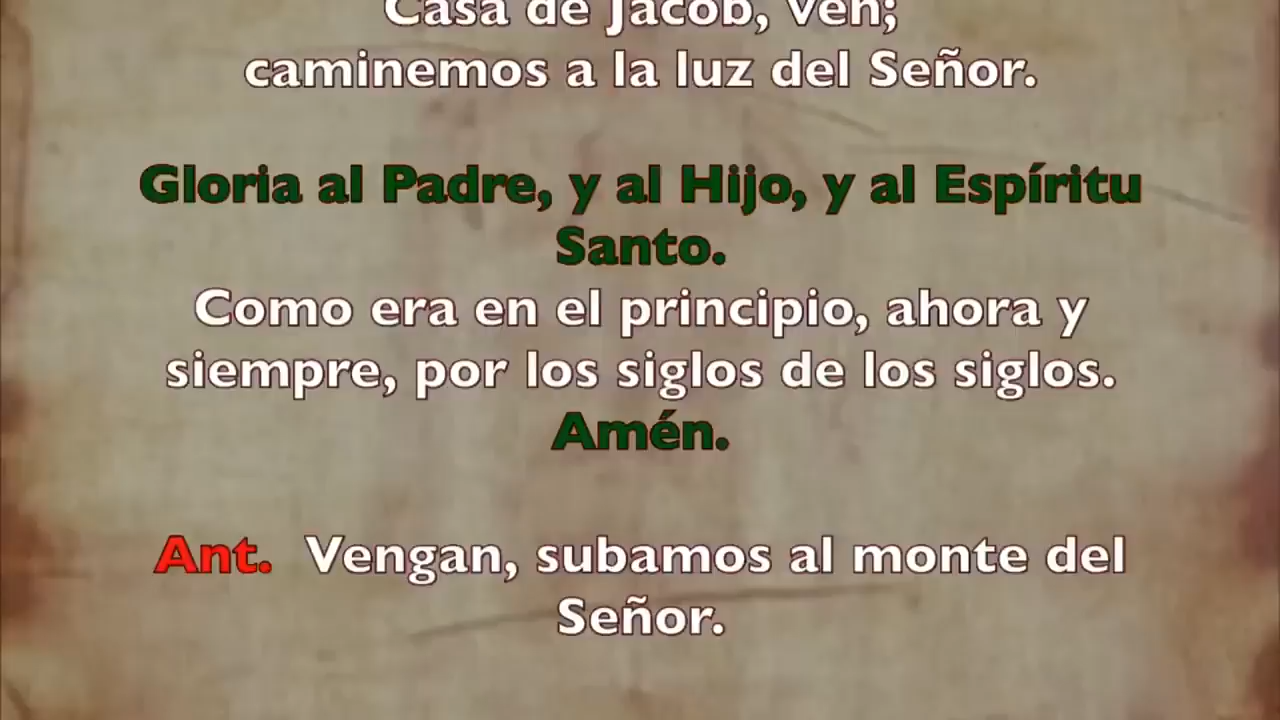 Casa de Jacob, ven;
caminemos a la luz del Señor.
Gloria al Padre, y al Hijo, y al Espíritu
Santo.
Como era en el principio, ahora y
siempre, por los siglos de los siglos.
Amén.
Ant. Vengan, subamos al monte del
Señor.